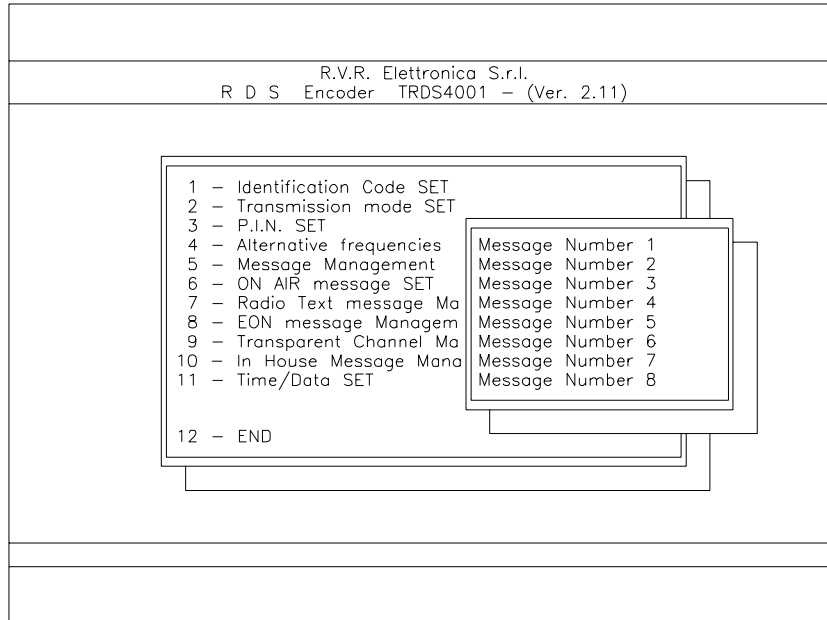 R.V.R. Elettronica S.r.l.
R D S Encoder TRDS4001 – (Ver. 2.11)
1 – Identification Code SET
2 – Transmission mode SET
3 – P.I.N. SET
4 – Alternative frequencies
5 – Message Management
6 – ON AIR message SET
7 – Radio Text message Ma
8 – EON message Managem
9 – Transparent Channel Ma
10 – In House Message Mana
11 – Time/Data SET
12 – END
Message Number 1
Message Number 2
Message Number 3
Message Number 4
Message Number 5
Message Number 6
Message Number 7
Message Number 8